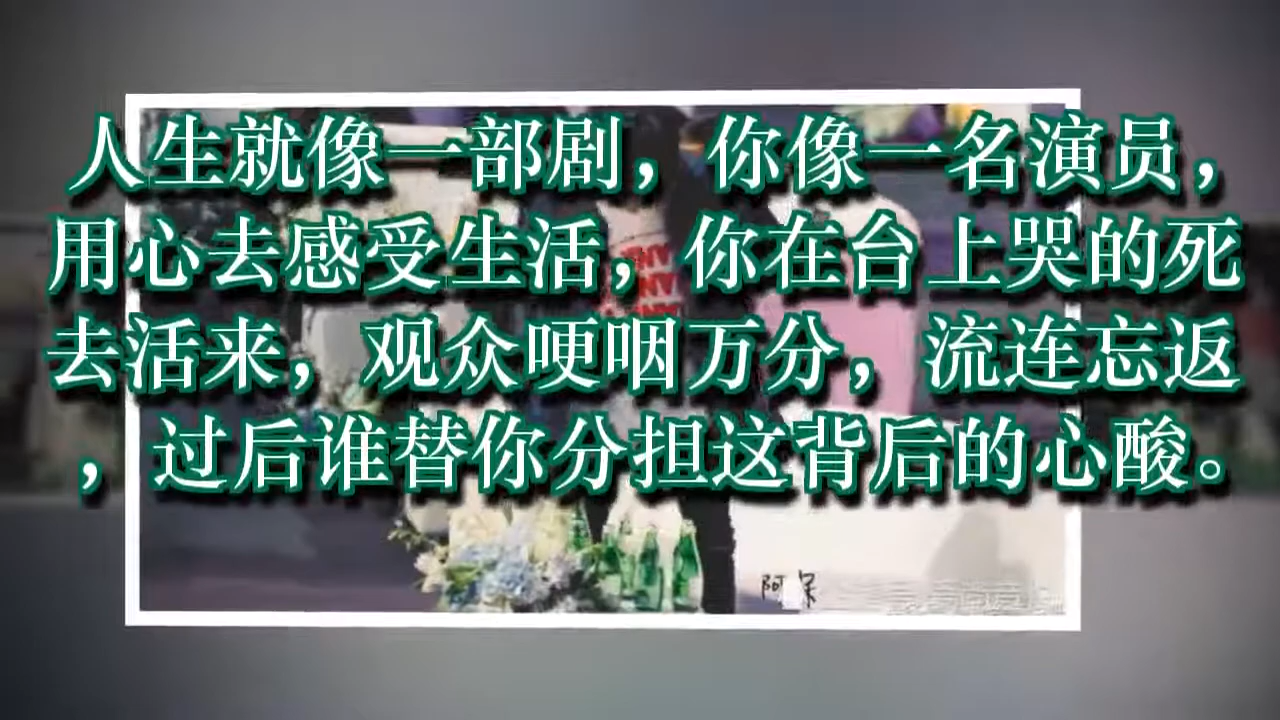 人生就像一部剧，你像一名演员，
用心去感受生活，你在台上哭的死
去活来，观众哽咽万分，流连忘返
，过后谁替你分担这背后的心酸。